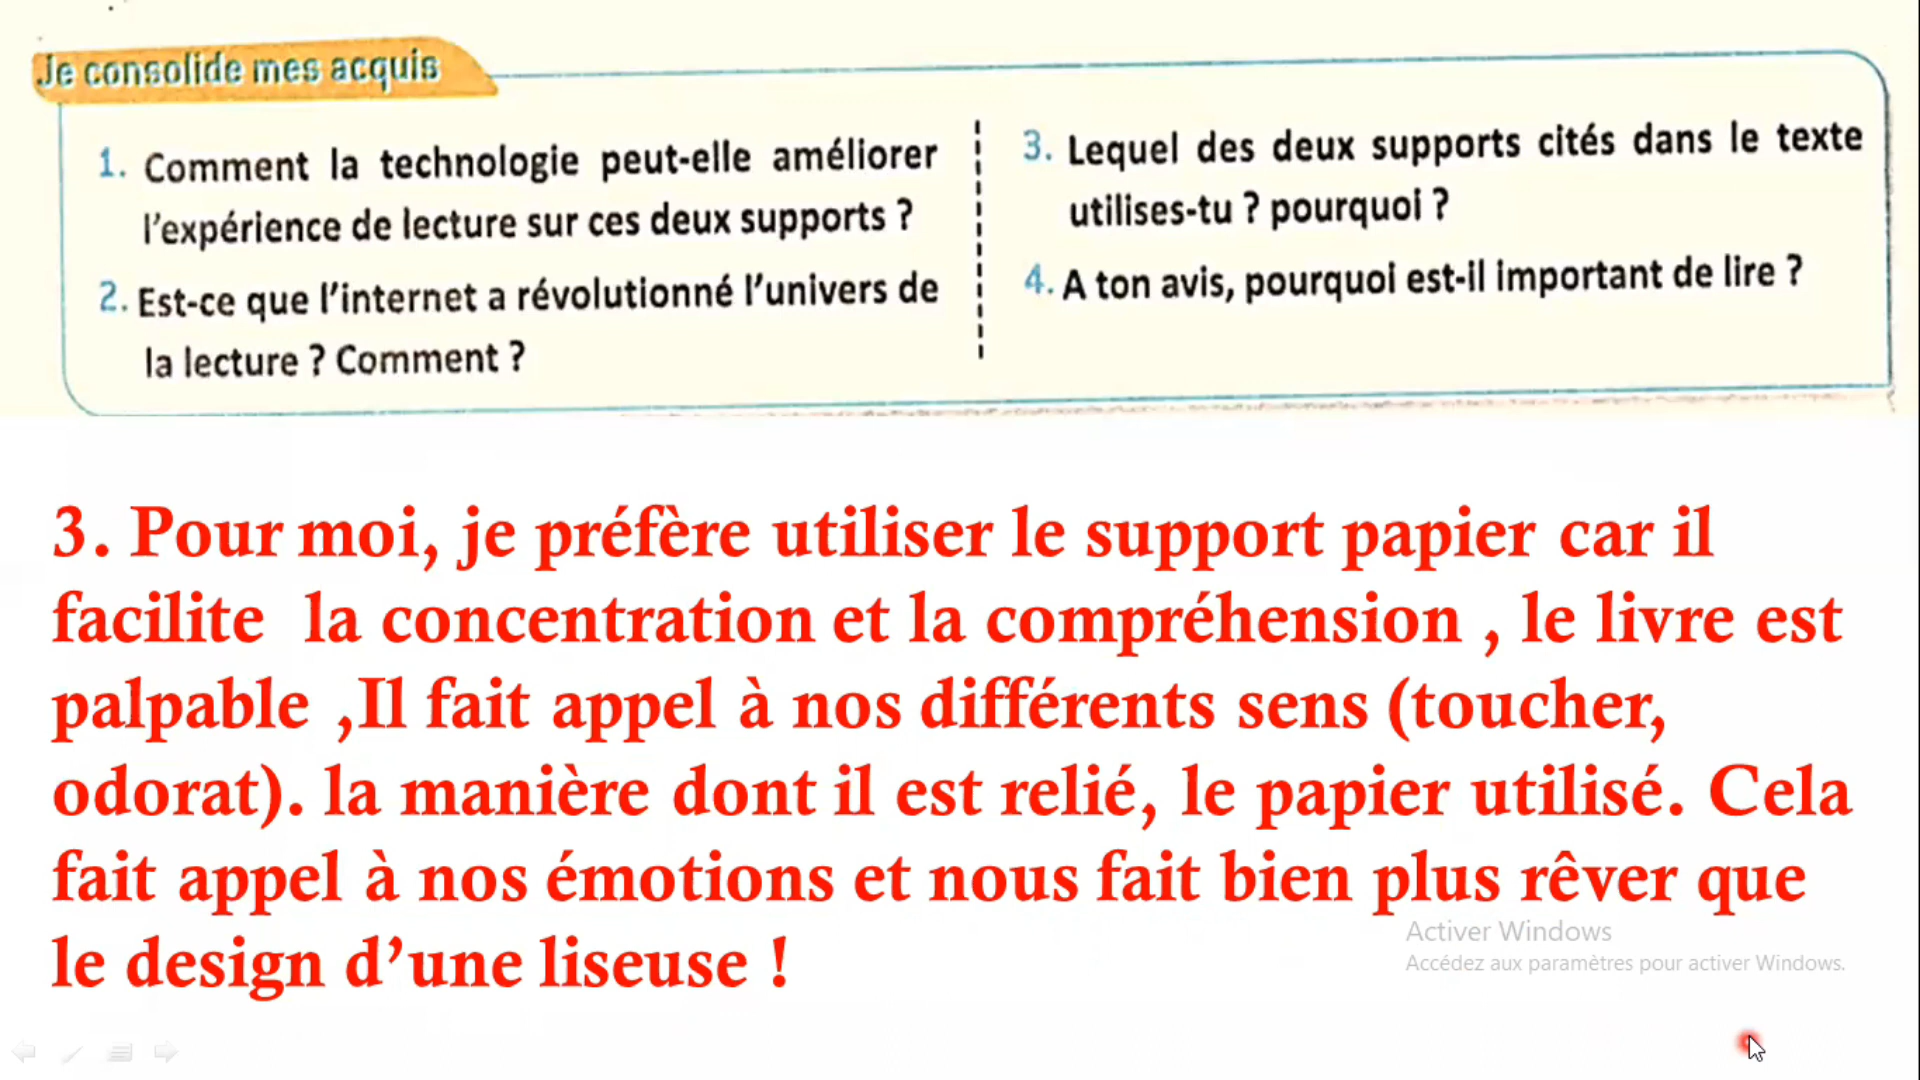 Je consolide mes acquis
1. Comment la technologie peut-elle améliorer
l'expérience de lecture sur ces deux supports ?
2. Est-ce que l'internet a révolutionné l'univers de
la lecture ? Comment ?
3. Lequel des deux supports cités dans le texte
utilises-tu ? pourquoi ?
4. A ton avis, pourquoi est-il important de lire ?
3. Pour moi, je préfère utiliser le support papier car il
facilite la concentration et la compréhension , le livre est
palpable ,Il fait appel à nos différents sens (toucher,
odorat). la manière dont il est relié, le papier utilisé. Cela
fait appel à nos émotions et nous fait bien plus rêver que
le design d’une liseuse !
Activer Windows
Accédez aux paramètres pour activer Windows.